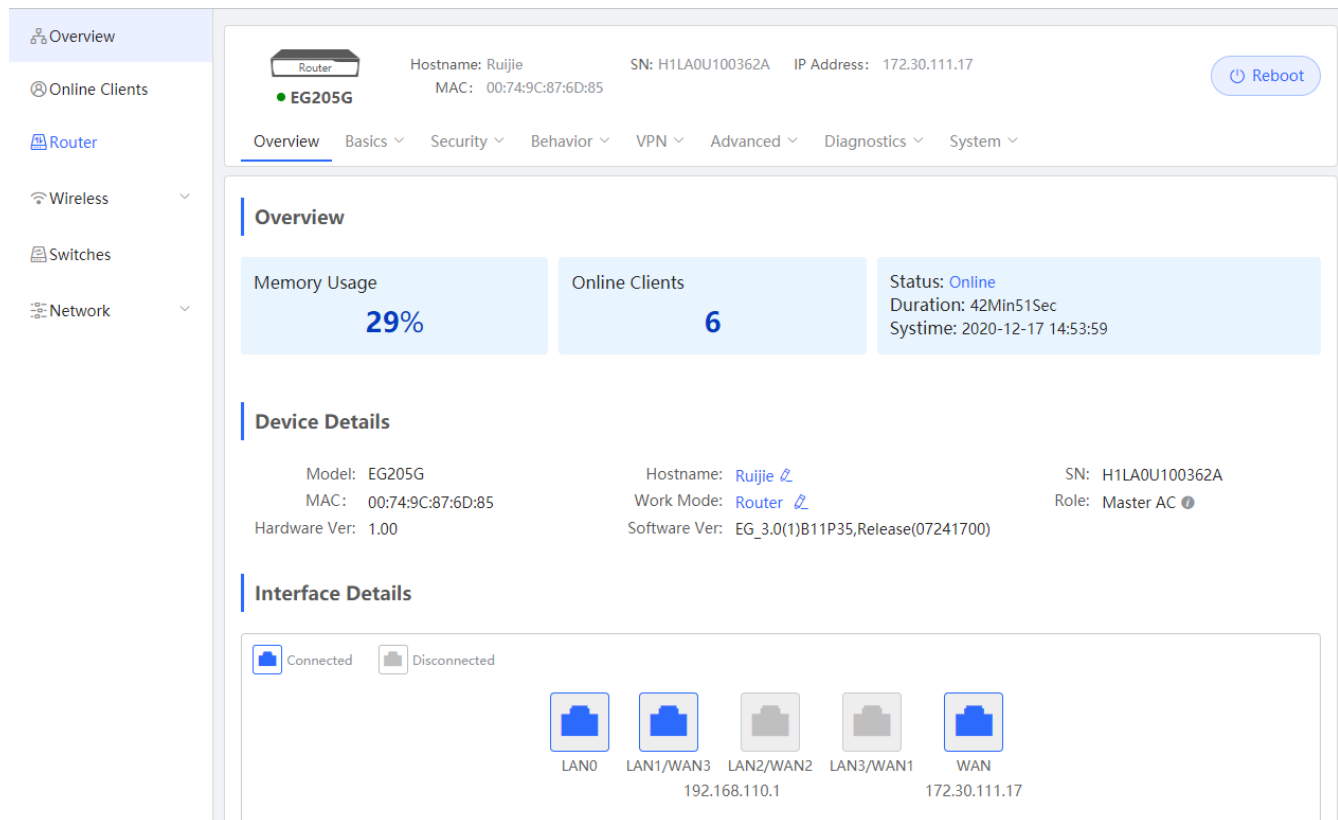 Overview
Online Clients
Router
Wireless
Switches
Network
Router
EG205G
Hostname: Ruijie SN: H1LA0U100362A IP Address: 172.30.111.17
MAC: 00:74:9C:87:6D:85
Reboot
Overview Basics Security Behavior VPN Advanced Diagnostics System
Overview
Memory Usage
29%
Online Clients
6
Status: Online
Duration: 42Min51Sec
Systime: 2020-12-17 14:53:59
Device Details
Model: EG205G Hostname: Ruijie SN: H1LA0U100362A
MAC: 00:74:9C:87:6D:85 Work Mode: Router Role: Master AC
Hardware Ver: 1.00 Software Ver: EG_3.0(1)B11P35,Release(07241700)
Interface Details
Connected Disconnected
LAN0 LAN1/WAN3 LAN2/WAN2 LAN3/WAN1 WAN
192.168.110.1 172.30.111.17